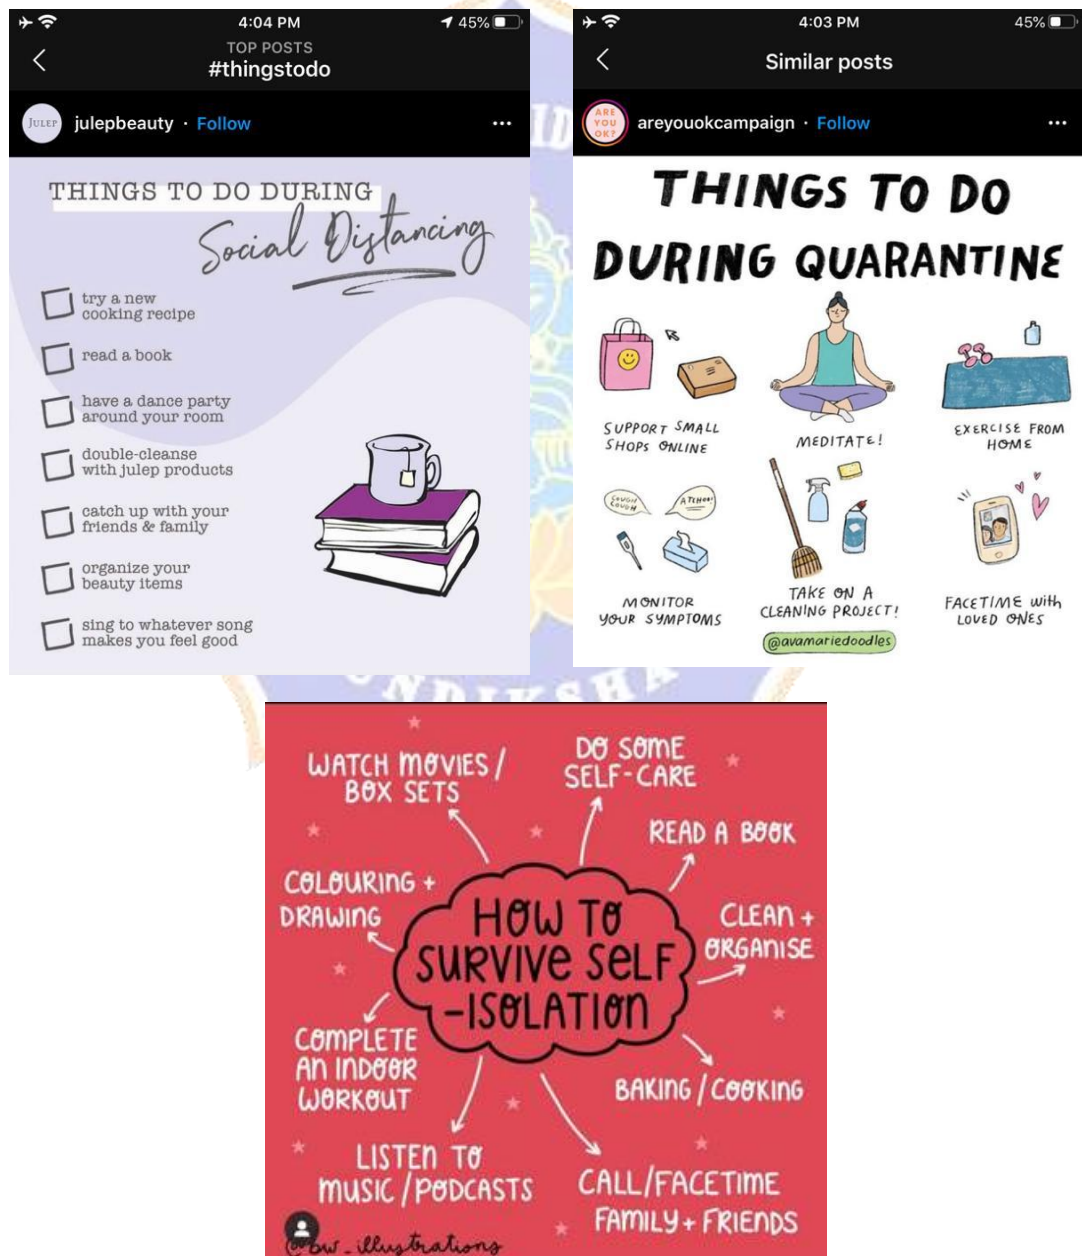 4:04 PM
45%
TOP POSTS
#thingstodo
JULEP
julepbeauty · Follow
THINGS TO DO DURING
Social Distancing
try a new
cooking recipe
read a book
have a dance party
around your room
double-cleanse
with julep products
catch up with your
friends & family
organize your
beauty items
sing to whatever song
makes you feel good
4:03 PM
45%
Similar posts
ARE
YOU
OK?
areyouokcampaign · Follow
THINGS TO DO
DURING QUARANTINE
SUPPORT SMALL
SHOPS ONLINE
MEDITATE!
EXERCISE FROM
HOME
COUGH
COUGH
ATCHOO!
MONITOR
YOUR SYMPTOMS
TAKE ON A
CLEANING PROJECT!
FACETIME with
LOVED ONES
@avamariedoodles
NDIKSHA
WATCH MOVIES /
BOX SETS
DO SOME
SELF-CARE
READ A BOOK
COLOURING +
DRAWING
HOW TO
SURVIVE SELF
-ISOLATION
CLEAN +
ORGANISE
COMPLETE
AN INDOOR
WORKOUT
BAKING / COOKING
LISTEN TO
MUSIC / PODCASTS
CALL/FACETIME
FAMILY + FRIENDS
illustrations